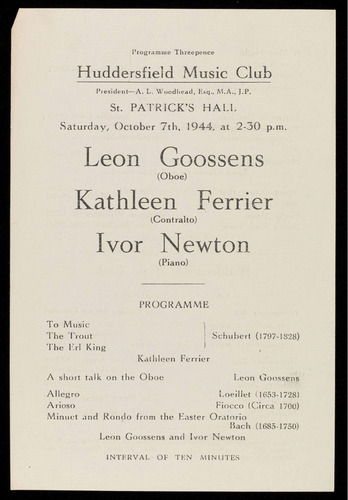 Programme Threepence
Huddersfield Music Club
President—A. L. Woodhead, Esq., M.A., J.P.
St. PATRICK'S HALL
Saturday, October 7th, 1944, at 2-30 p.m.
Leon Goossens
(Oboe)
Kathleen Ferrier
(Contralto)
Ivor Newton
(Piano)
PROGRAMME
To Music
The Trout } Schubert (1797-1828)
The Erl King
Kathleen Ferrier
A short talk on the Oboe Leon Goossens
Allegro Loeillet (1653-1728)
Arioso Fiocco (Circa 1700)
Minuet and Rondo from the Easter Oratorio
Bach (1685-1750)
Leon Goossens and Ivor Newton
INTERVAL OF TEN MINUTES